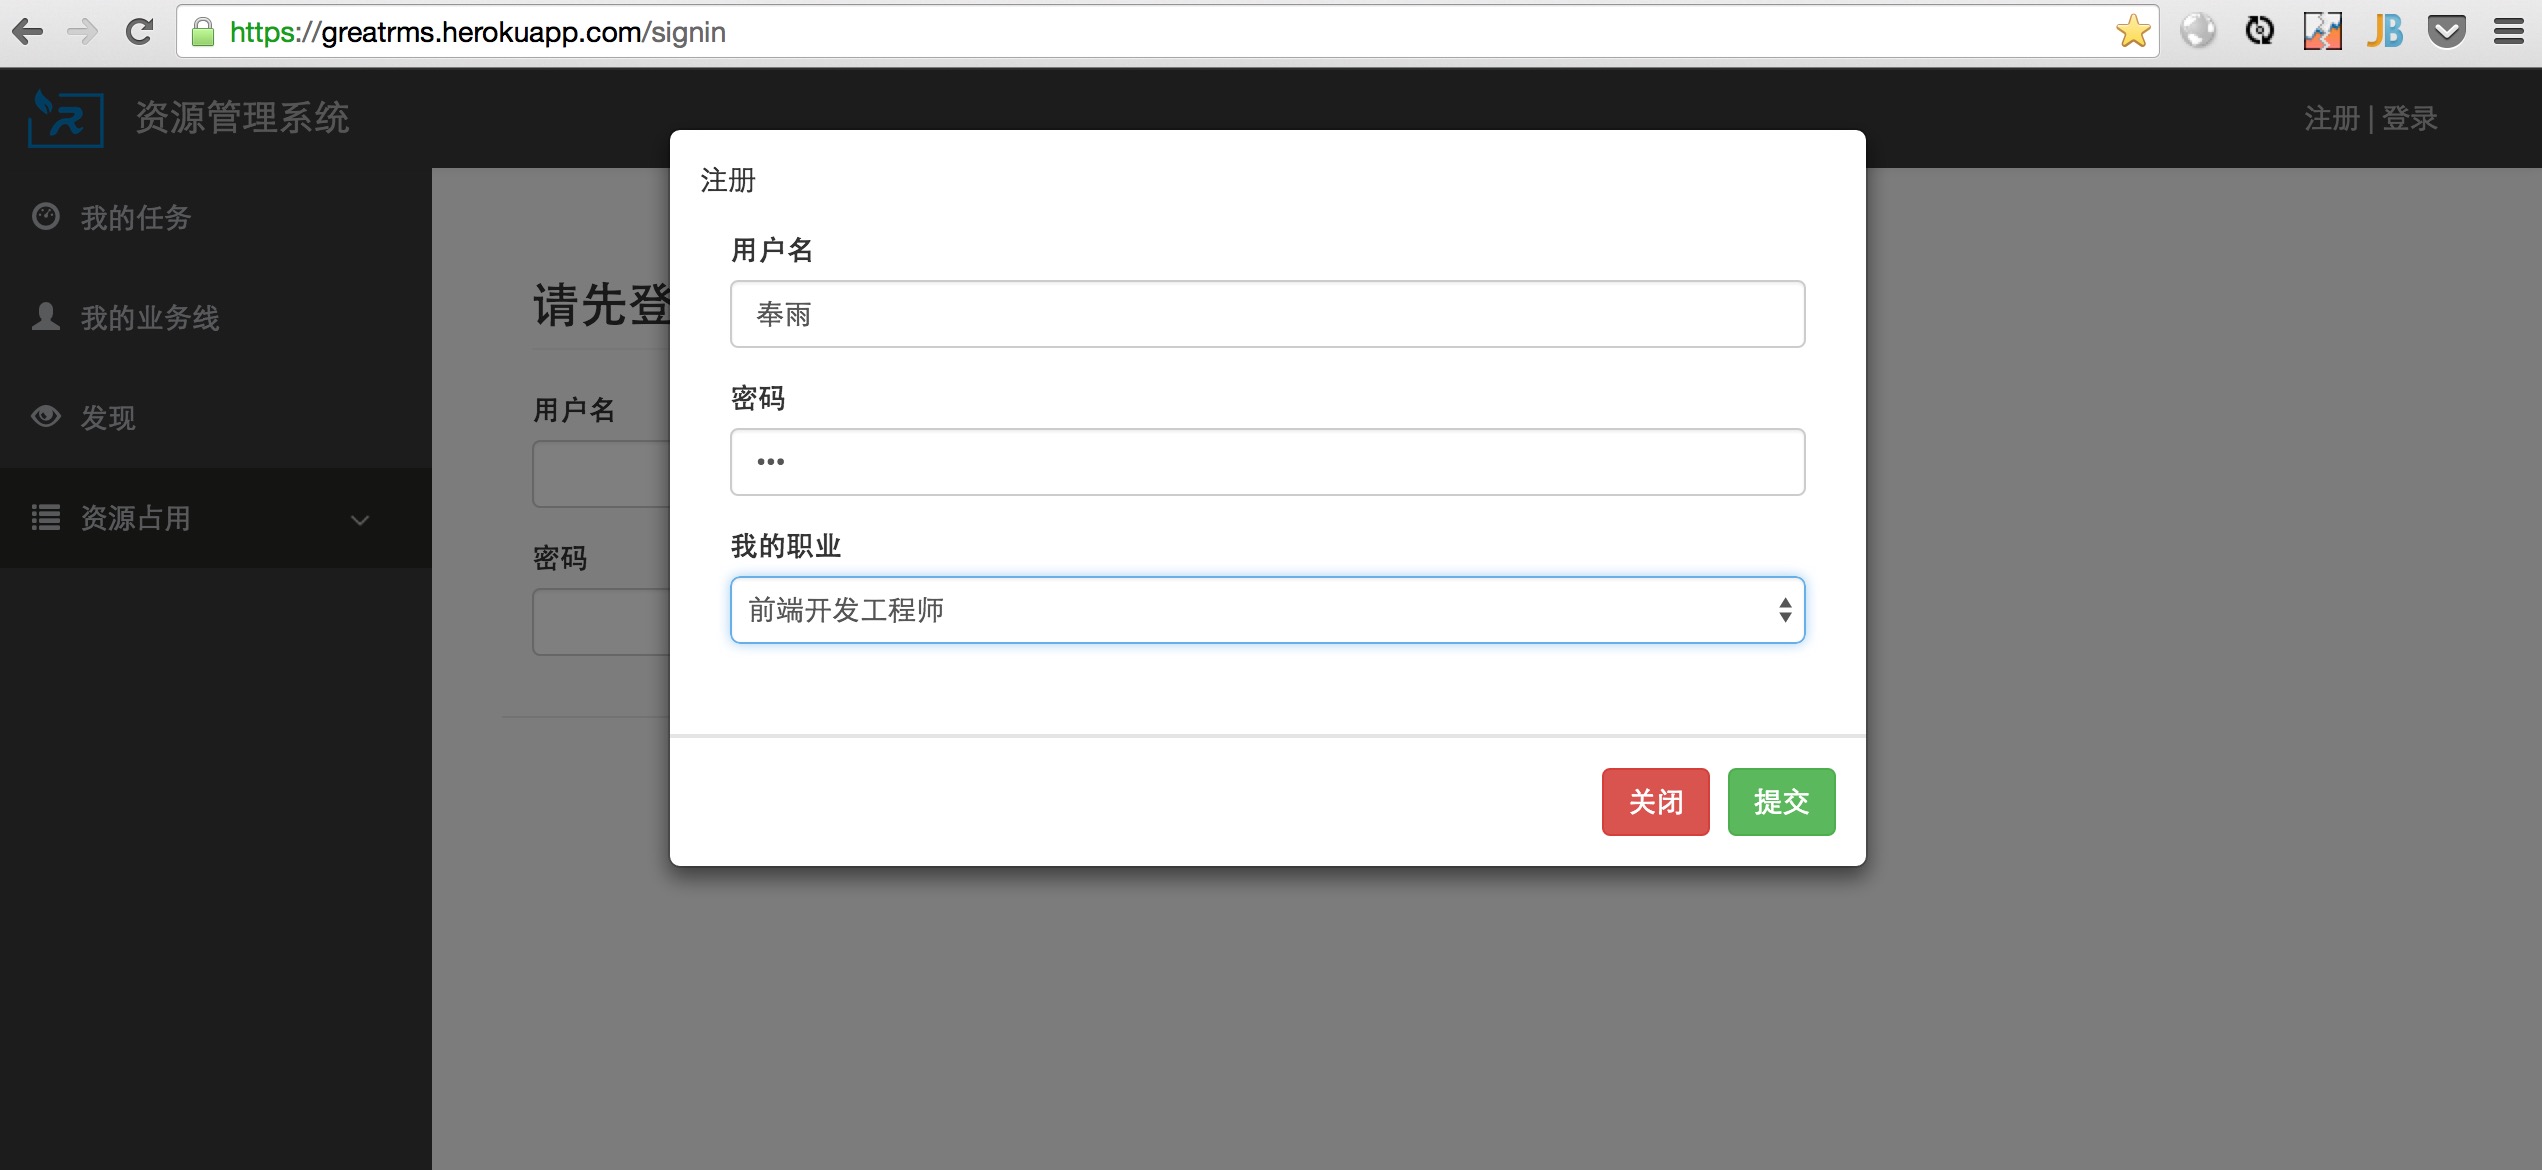 https://greatrms.herokuapp.com/signin
JB
资源管理系统
注册 | 登录
我的任务
我的业务线
发现
资源占用
请先登
用户名
密码
注册
用户名
奉雨
密码
•••
我的职业
前端开发工程师
关闭
提交